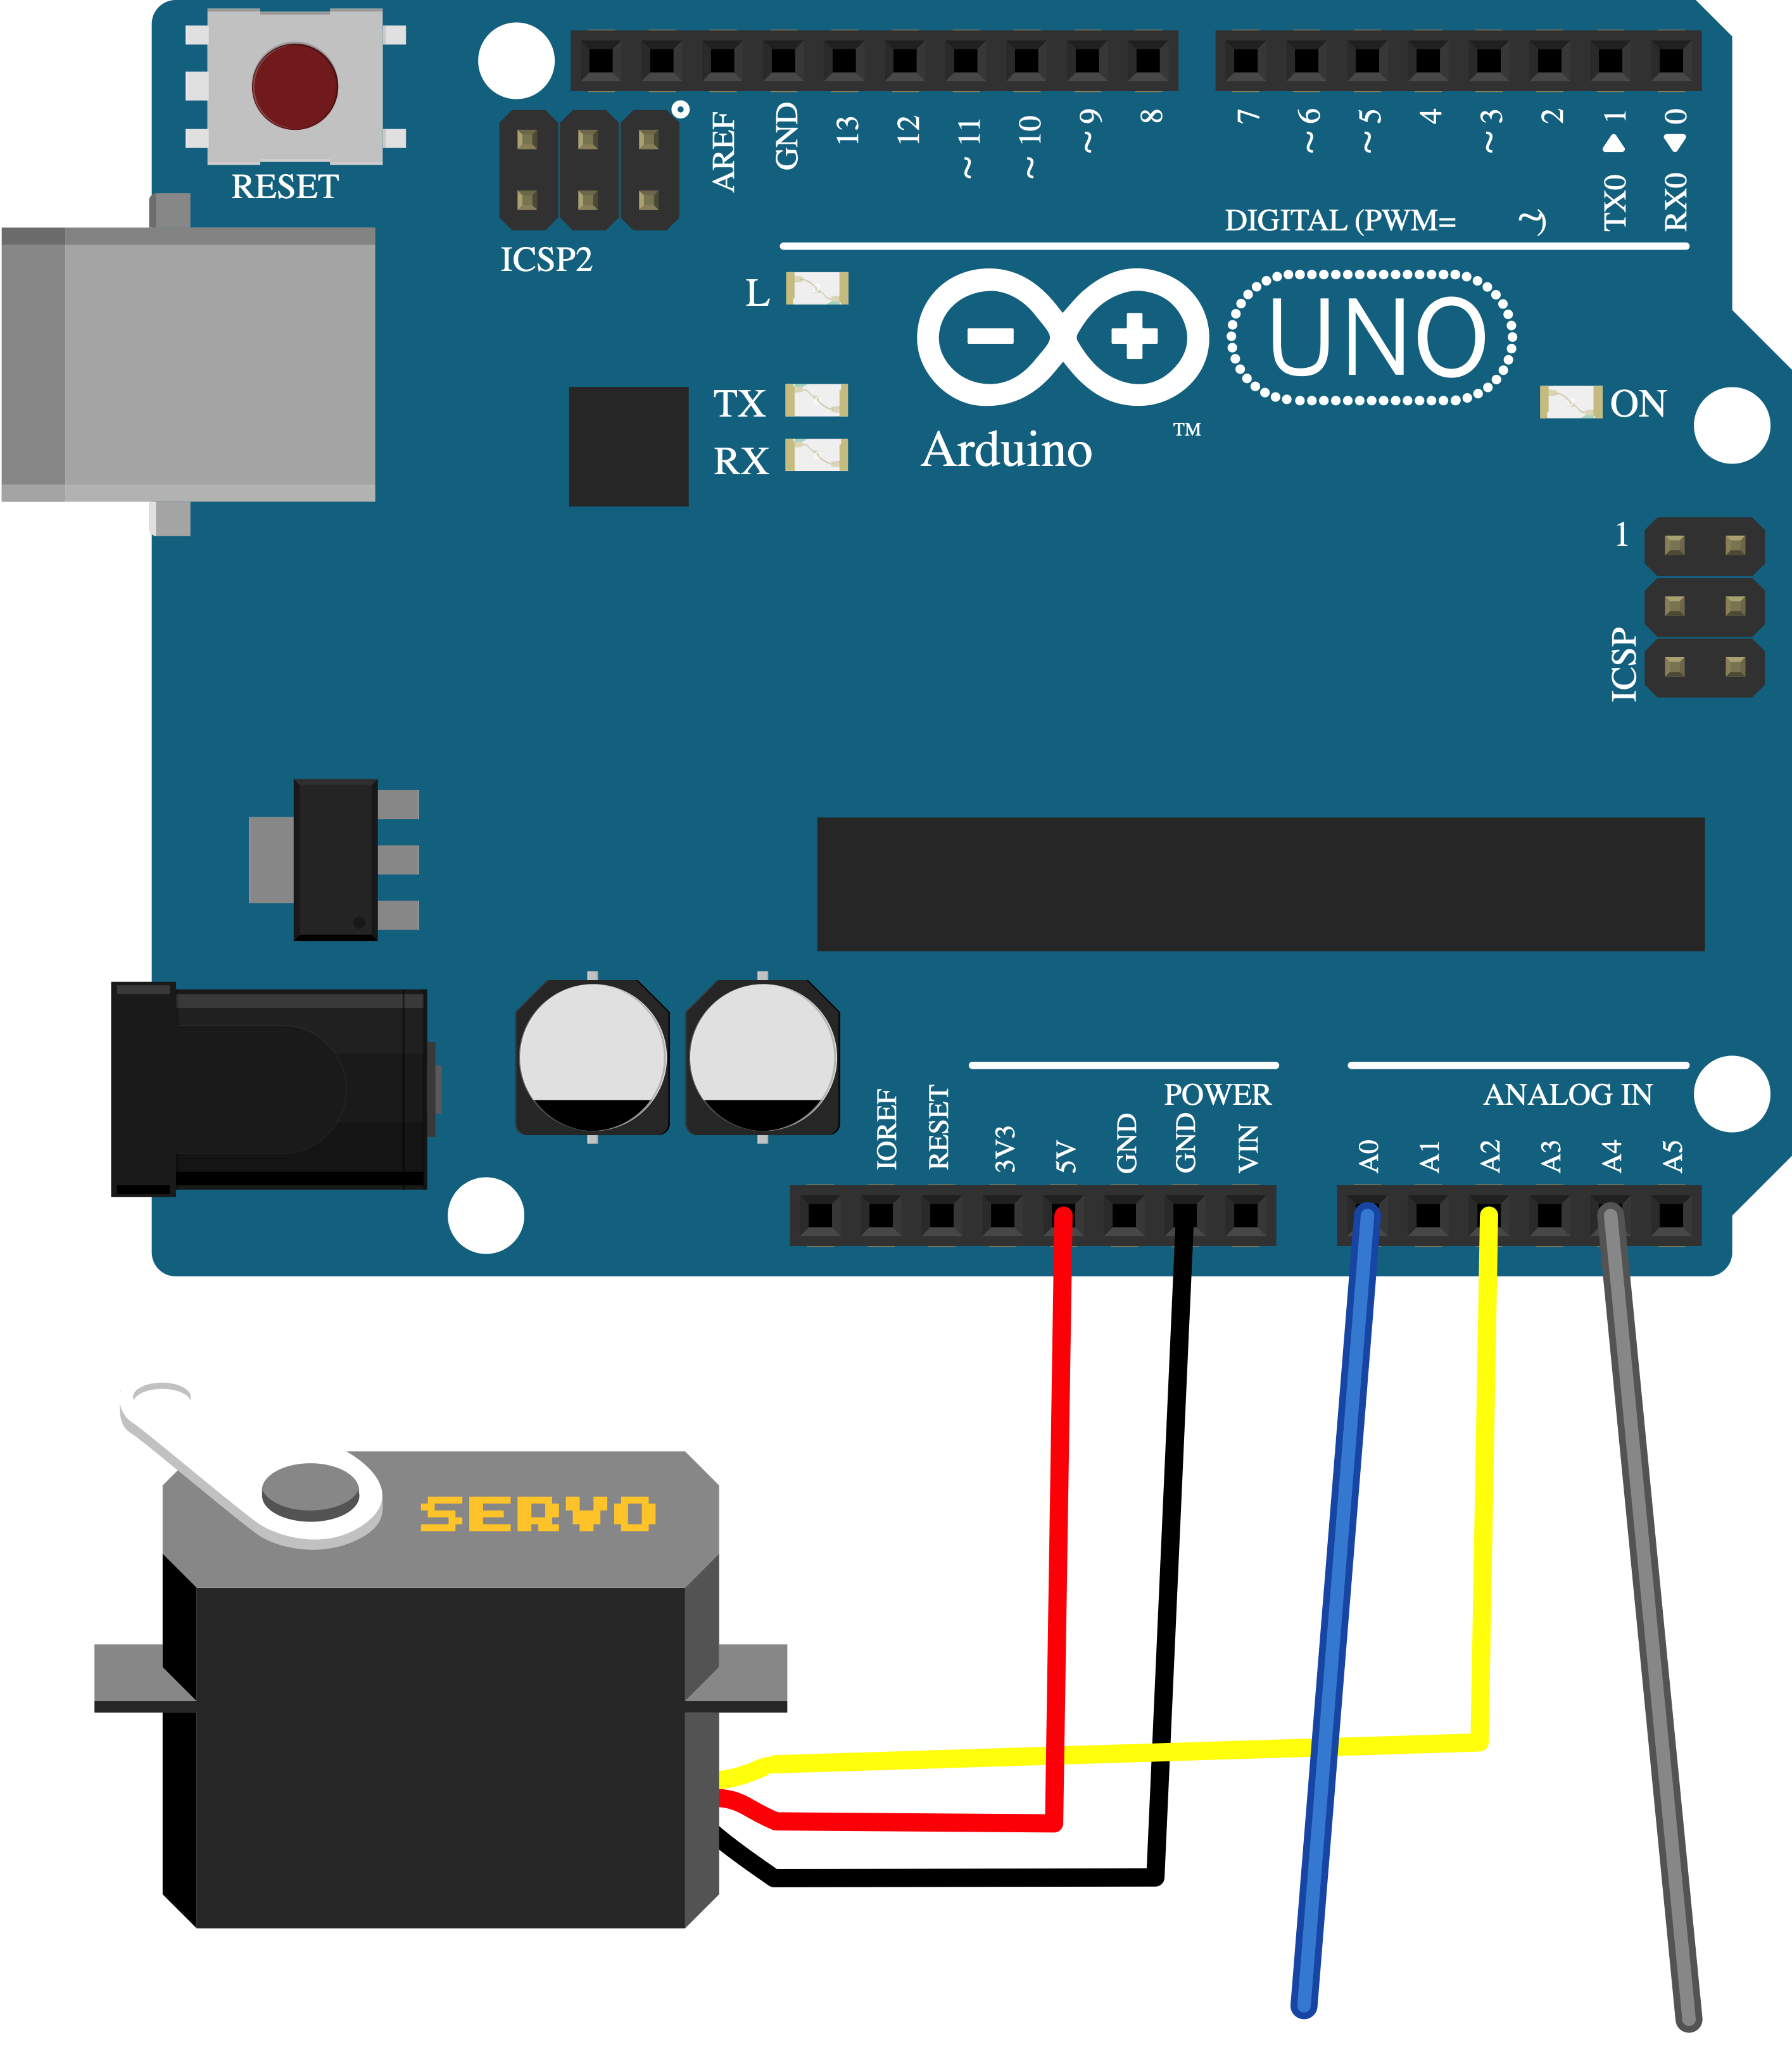 RESET
ICSP2
AREF
GND
13
12
~11
~10
~9
8
7
~6
~5
4
~3
2
TX0 ▶ 1
RX0 ◀ 0
DIGITAL (PWM= ~)
L
TX
RX
Arduino
TM
UNO
ON
1
ICSP
POWER
ANALOG IN
IOREF
RESET
3V3
5V
GND
GND
VIN
A0
A1
A2
A3
A4
A5
SERVO